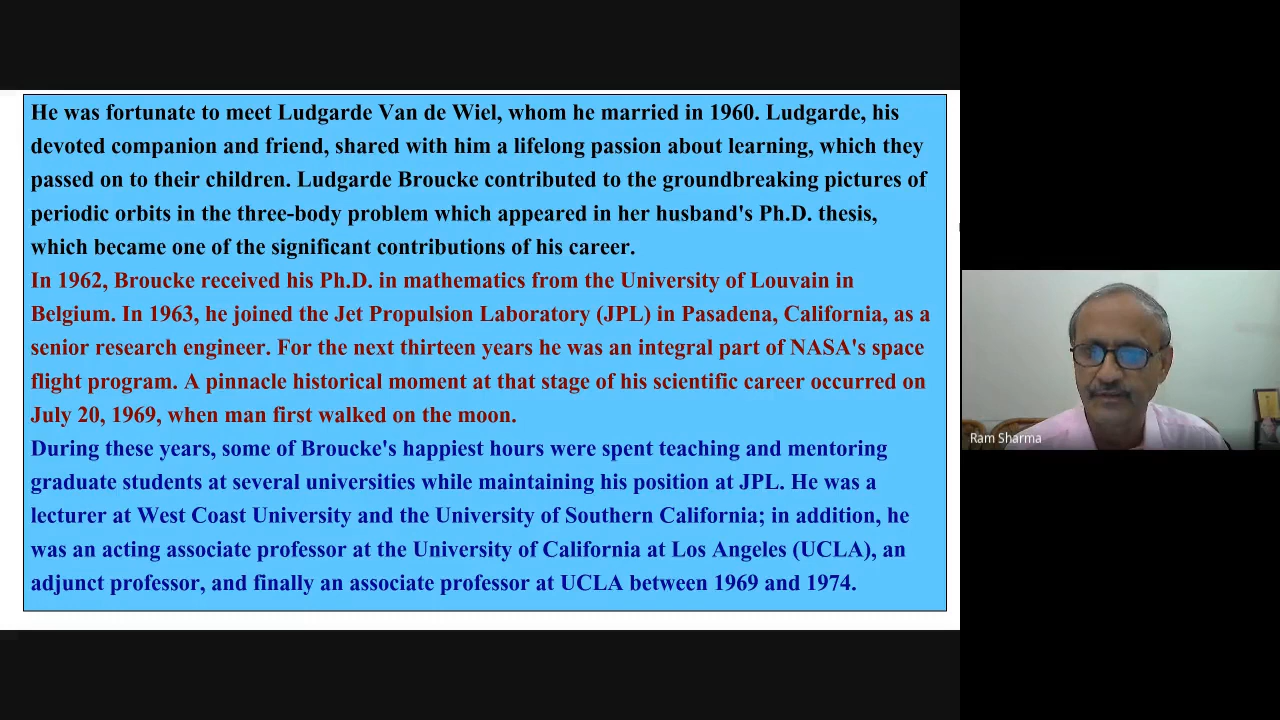 He was fortunate to meet Ludgarde Van de Wiel, whom he married in 1960. Ludgarde, his
devoted companion and friend, shared with him a lifelong passion about learning, which they
passed on to their children. Ludgarde Broucke contributed to the groundbreaking pictures of
periodic orbits in the three-body problem which appeared in her husband's Ph.D. thesis,
which became one of the significant contributions of his career.
In 1962, Broucke received his Ph.D. in mathematics from the University of Louvain in
Belgium. In 1963, he joined the Jet Propulsion Laboratory (JPL) in Pasadena, California, as a
senior research engineer. For the next thirteen years he was an integral part of NASA's space
flight program. A pinnacle historical moment at that stage of his scientific career occurred on
July 20, 1969, when man first walked on the moon.
During these years, some of Broucke's happiest hours were spent teaching and mentoring
graduate students at several universities while maintaining his position at JPL. He was a
lecturer at West Coast University and the University of Southern California; in addition, he
was an acting associate professor at the University of California at Los Angeles (UCLA), an
adjunct professor, and finally an associate professor at UCLA between 1969 and 1974.
Ram Sharma